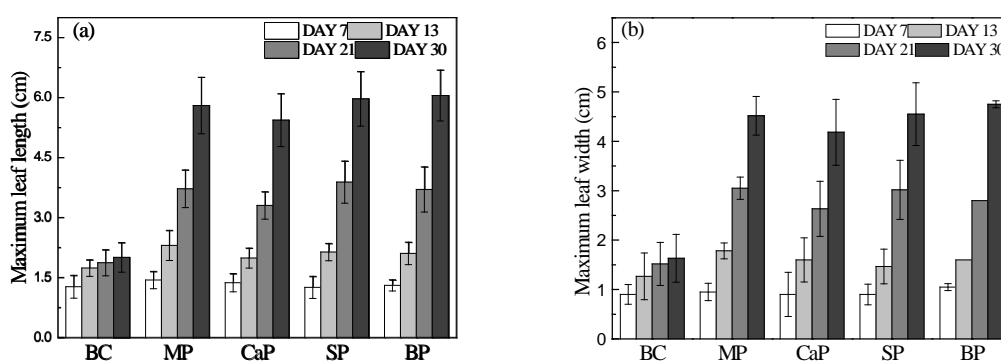 (a)
DAY 7 DAY 13
DAY 21 DAY 30
Maximum leaf length (cm)
7.5
6.0
4.5
3.0
1.5
0.0
BC MP CaP SP BP
(b)
DAY 7 DAY 13
DAY 21 DAY 30
Maximum leaf width (cm)
6
5
4
3
2
1
0
BC MP CaP SP BP